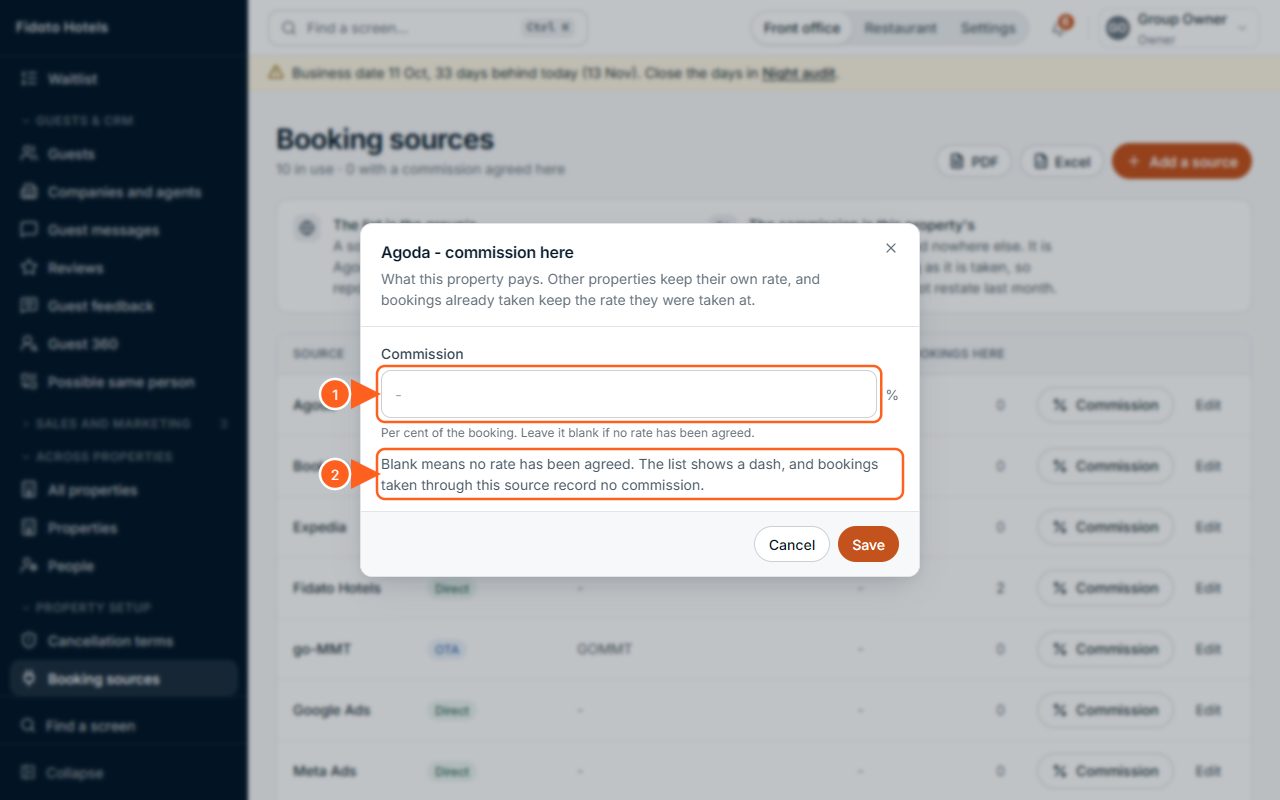 Fidato Hotels
Find a screen...
Ctrl K
Front office
Restaurant
Settings
Group Owner
Owner
Business date 11 Oct, 33 days behind today (13 Nov). Close the days in Night audit.
Waitlist
GUESTS & CRM
Guests
Companies and agents
Guest messages
Reviews
Guest feedback
Guest 360
Possible same person
SALES AND MARKETING
ACROSS PROPERTIES
All properties
Properties
People
PROPERTY SETUP
Cancellation terms
Booking sources
Find a screen
Collapse
Booking sources
10 in use · 0 with a commission agreed here
PDF
Excel
+ Add a source
Agoda - commission here
What this property pays. Other properties keep their own rate, and
bookings already taken keep the rate they were taken at.
Commission
1
-
%
Per cent of the booking. Leave it blank if no rate has been agreed.
2
Blank means no rate has been agreed. The list shows a dash, and bookings
taken through this source record no commission.
Cancel
Save
SOURCE
0 Commission Edit
0 Commission Edit
Expedia 0 Commission Edit
Fidato Hotels Direct - - 2 Commission Edit
go-MMT OTA GOMMT - 0 Commission Edit
Google Ads Direct - - 0 Commission Edit
Meta Ads Direct - - 0 Commission Edit